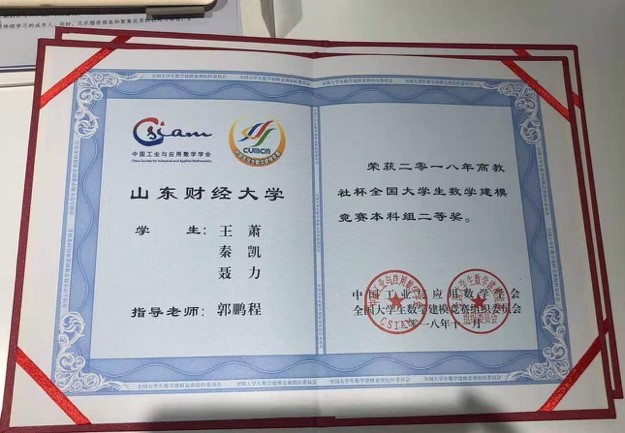 CSIAM
中国工业与应用数学学会
China Society for Industrial and Applied Mathematics
CUMCM
山东财经大学
学 生：王 萧
秦 凯
聂 力
指导老师：郭鹏程
荣获二〇一八年高教
社杯全国大学生数学建模
竞赛本科组二等奖。
中国工业与应用数学学会
全国大学生数学建模竞赛组织委员会
二〇一八年十一月